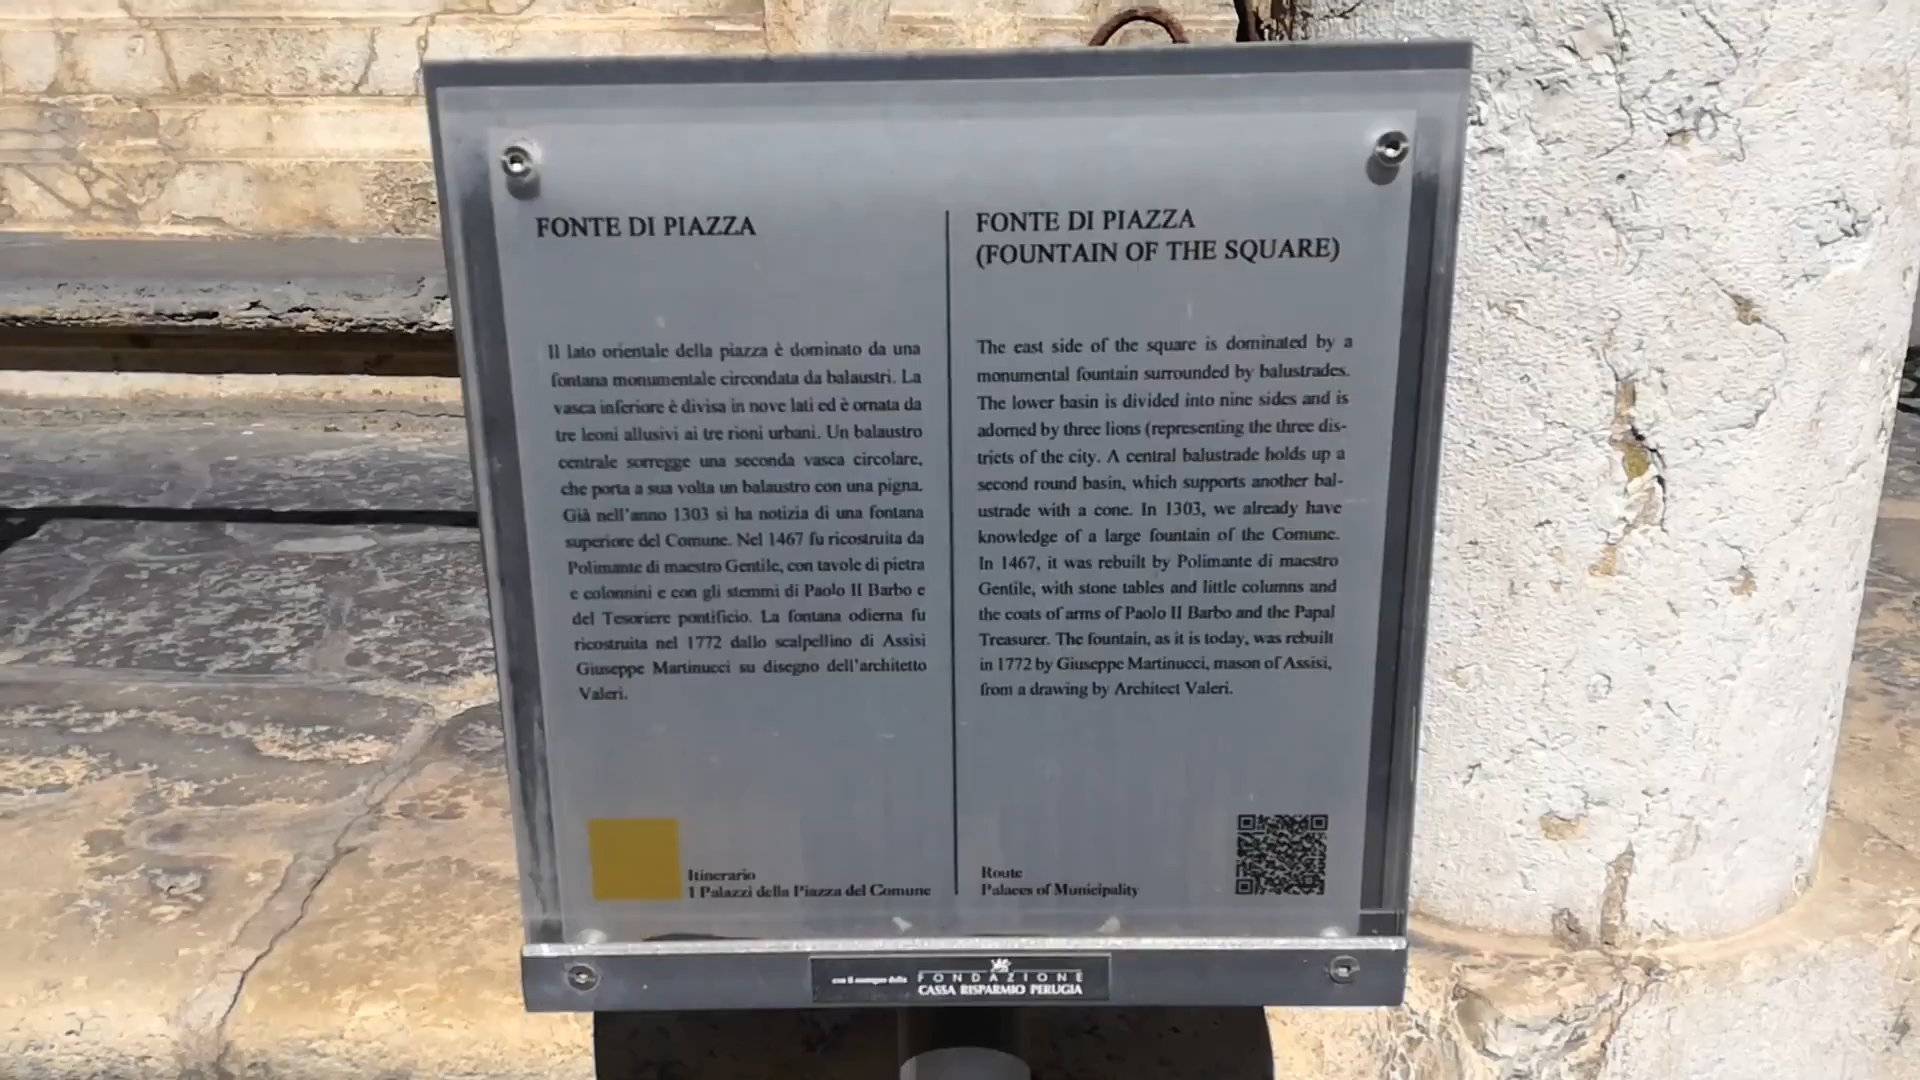 FONTE DI PIAZZA
Il lato orientale della piazza è dominato da una
fontana monumentale circondata da balaustri. La
vasca inferiore è divisa in nove lati ed è ornata da
tre leoni allusivi ai tre rioni urbani. Un balaustro
centrale sorregge una seconda vasca circolare,
che porta a sua volta un balaustro con una pigna.
Già nell'anno 1303 si ha notizia di una fontana
superiore del Comune. Nel 1467 fu ricostruita da
Polimante di maestro Gentile, con tavole di pietra
e colonnini e con gli stemmi di Paolo II Barbo e
del Tesoriere pontificio. La fontana odierna fu
ricostruita nel 1772 dallo scalpellino di Assisi
Giuseppe Martinucci su disegno dell'architetto
Valeri.
Itinerario
I Palazzi della Piazza del Comune
FONTE DI PIAZZA
(FOUNTAIN OF THE SQUARE)
The east side of the square is dominated by a
monumental fountain surrounded by balustrades.
The lower basin is divided into nine sides and is
adorned by three lions (representing the three dis-
tricts of the city. A central balustrade holds up a
second round basin, which supports another bal-
ustrade with a cone. In 1303, we already have
knowledge of a large fountain of the Comune.
In 1467, it was rebuilt by Polimante di maestro
Gentile, with stone tables and little columns and
the coats of arms of Paolo II Barbo and the Papal
Treasurer. The fountain, as it is today, was rebuilt
in 1772 by Giuseppe Martinucci, mason of Assisi,
from a drawing by Architect Valeri.
Route
Palaces of Municipality
con il sostegno della
FONDAZIONE
CASSA RISPARMIO PERUGIA